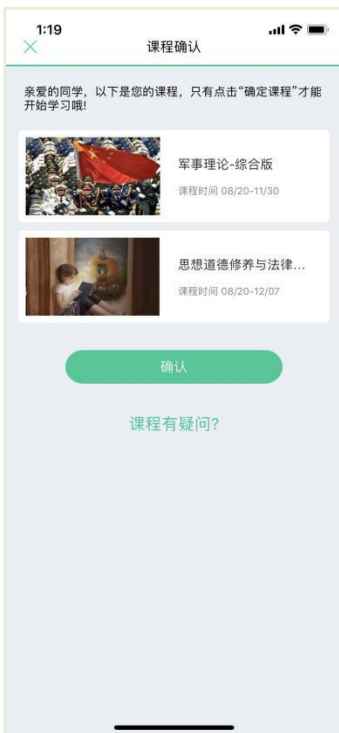 1:19
课程确认
亲爱的同学，以下是您的课程，只有点击“确定课程”才能
开始学习哦!
军事理论-综合版
课程时间 08/20-11/30
思想道德修养与法律...
课程时间 08/20-12/07
确认
课程有疑问?